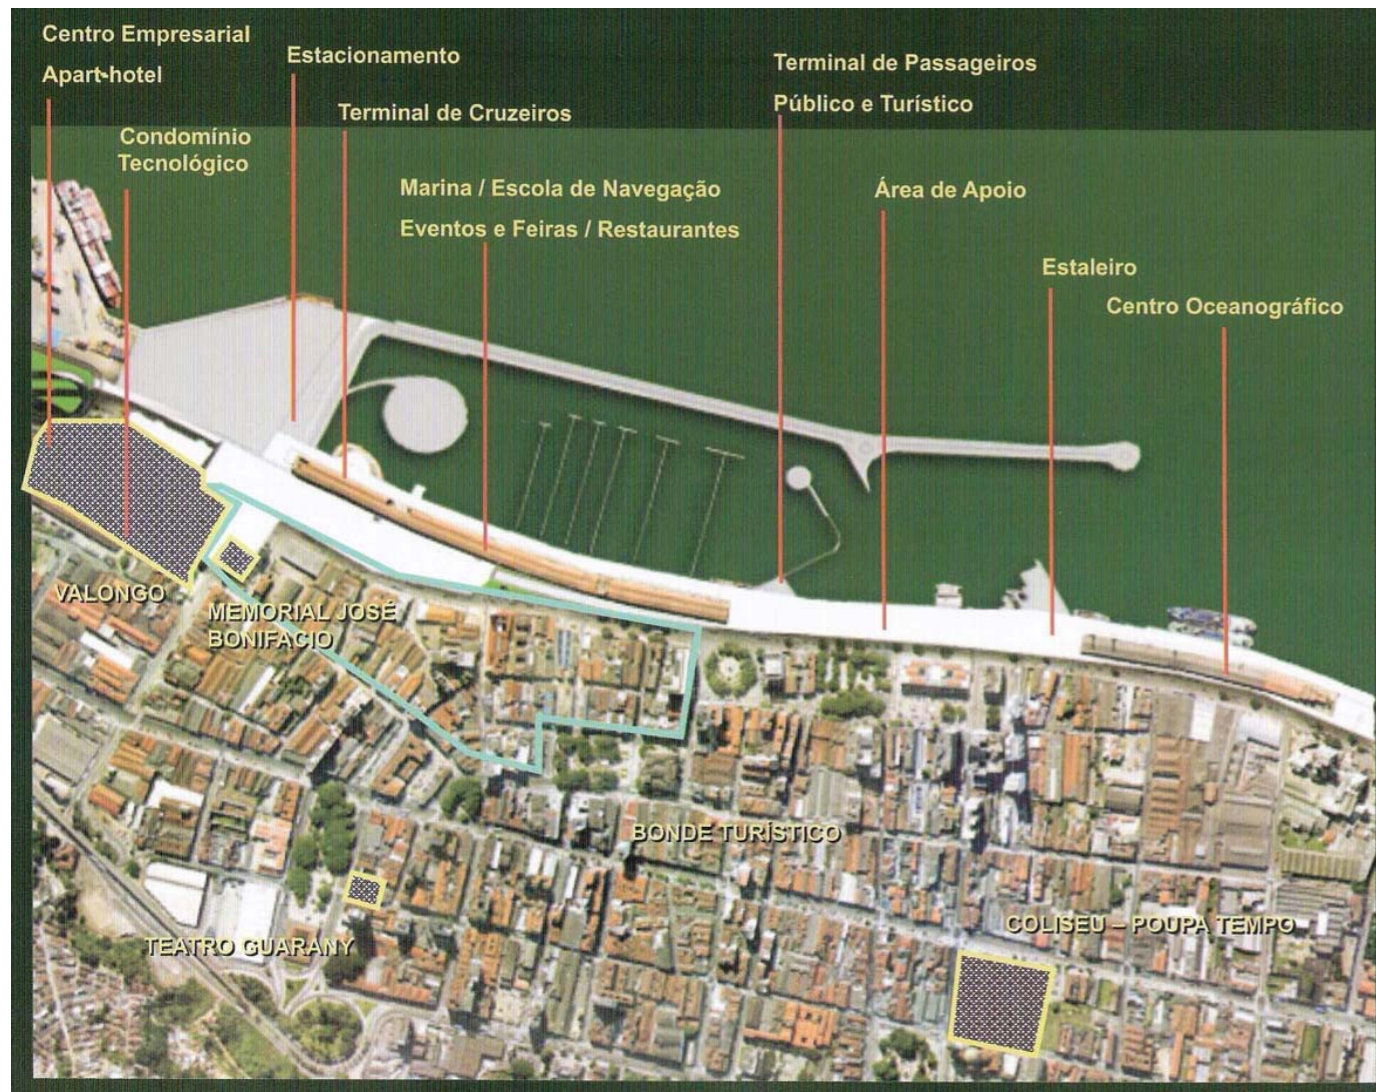 Centro Empresarial
Apart-hotel
Estacionamento
Terminal de Cruzeiros
Condomínio
Tecnológico
Marina / Escola de Navegação
Eventos e Feiras / Restaurantes
Terminal de Passageiros
Público e Turístico
Área de Apoio
Estaleiro
Centro Oceanográfico
VALONGO
MEMORIAL JOSÉ
BONIFACIO
BONDE TURÍSTICO
TEATRO GUARANY
COLISEU – POUPA TEMPO